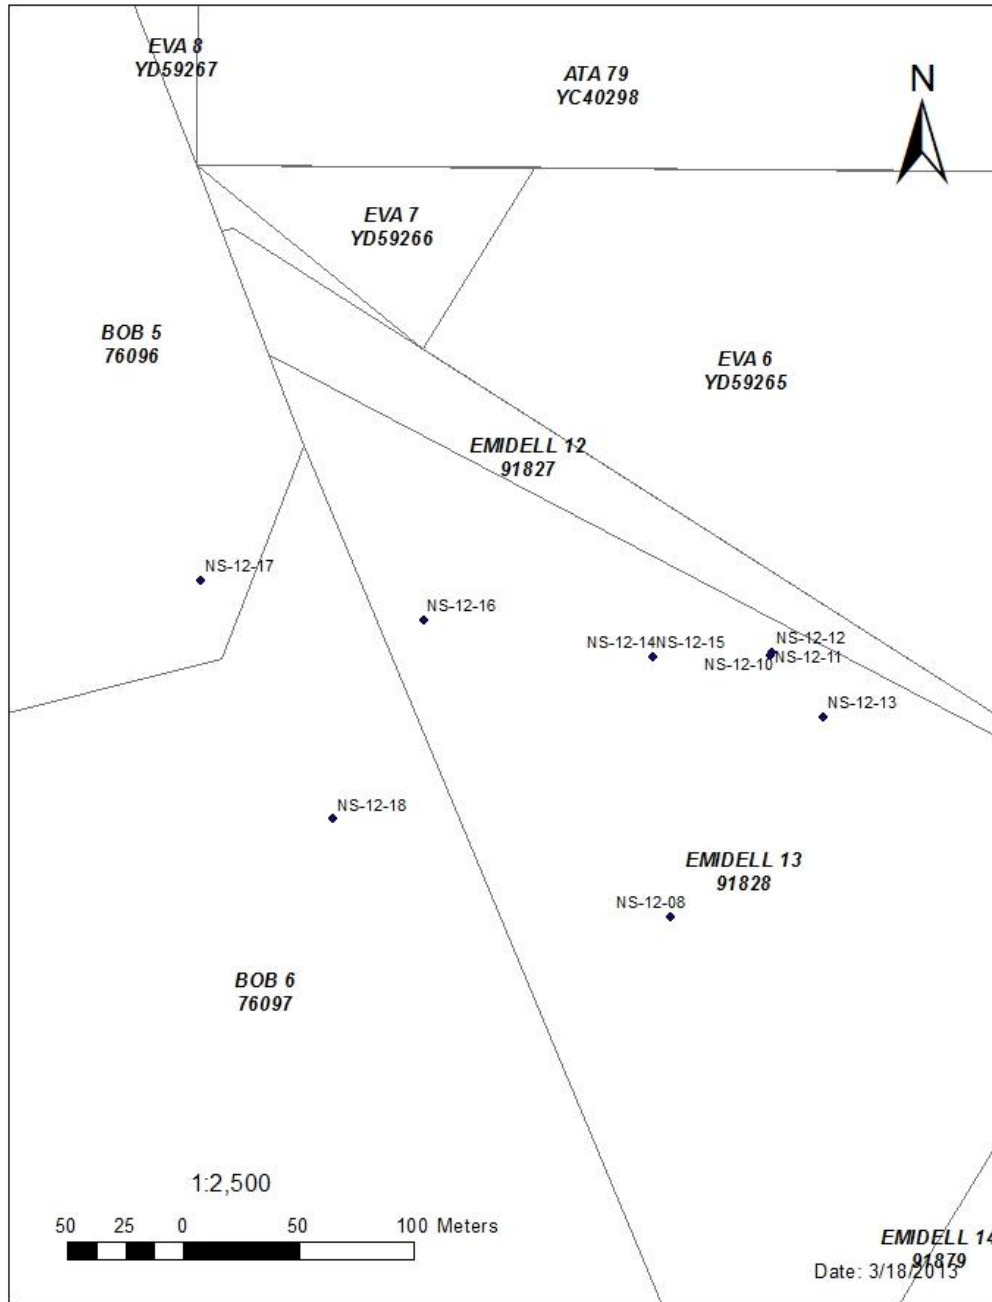 EVA 8
YD59267
ATA 79
YC40298
N
EVA 7
YD59266
BOB 5
76096
EVA 6
YD59265
EMIDELL 12
91827
NS-12-17
NS-12-16
NS-12-14NS-12-15
NS-12-12
NS-12-10
NS-12-11
NS-12-13
NS-12-18
EMIDELL 13
91828
NS-12-08
BOB 6
76097
1:2,500
50 25 0 50 100 Meters
EMIDELL 14
91879
Date: 3/18/2013